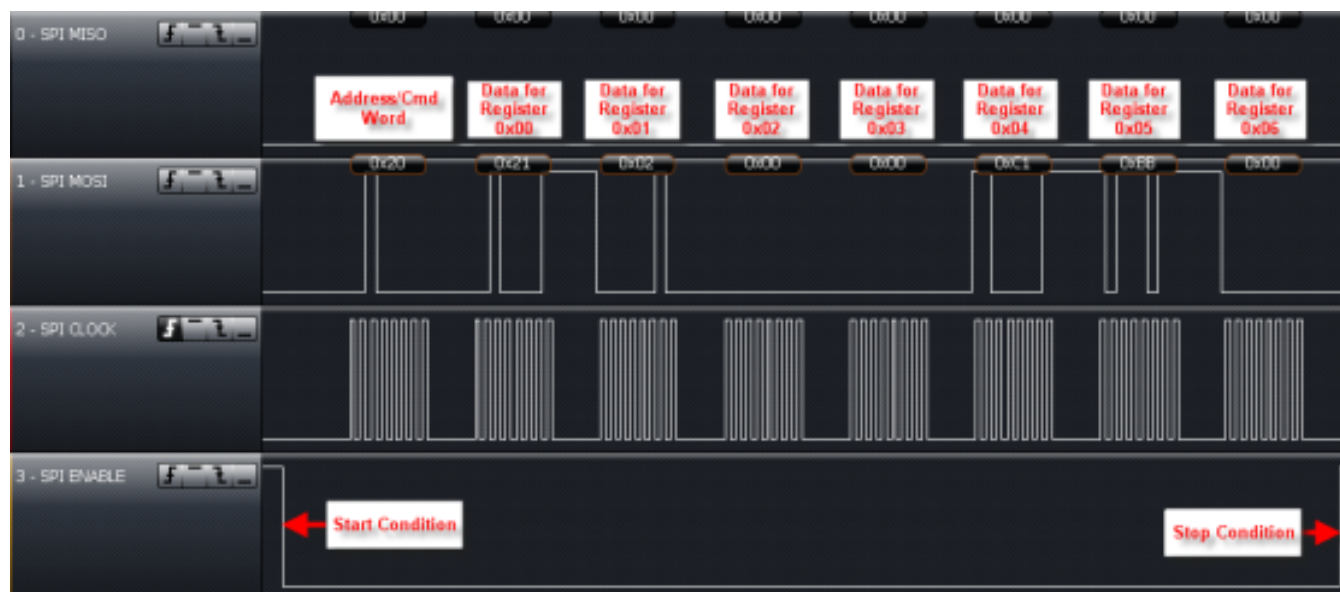 0 - SPI MISO
0x00 0x00 0x00 0x00 0x00 0x00 0x00 0x00
Address/Cmd
Word
Data for
Register
0x00
Data for
Register
0x01
Data for
Register
0x02
Data for
Register
0x03
Data for
Register
0x04
Data for
Register
0x05
Data for
Register
0x06
1 - SPI MOSI
0x20 0x21 0x02 0x00 0x00 0xC1 0xBB 0x00
2 - SPI CLOCK
3 - SPI ENABLE
Start Condition
Stop Condition